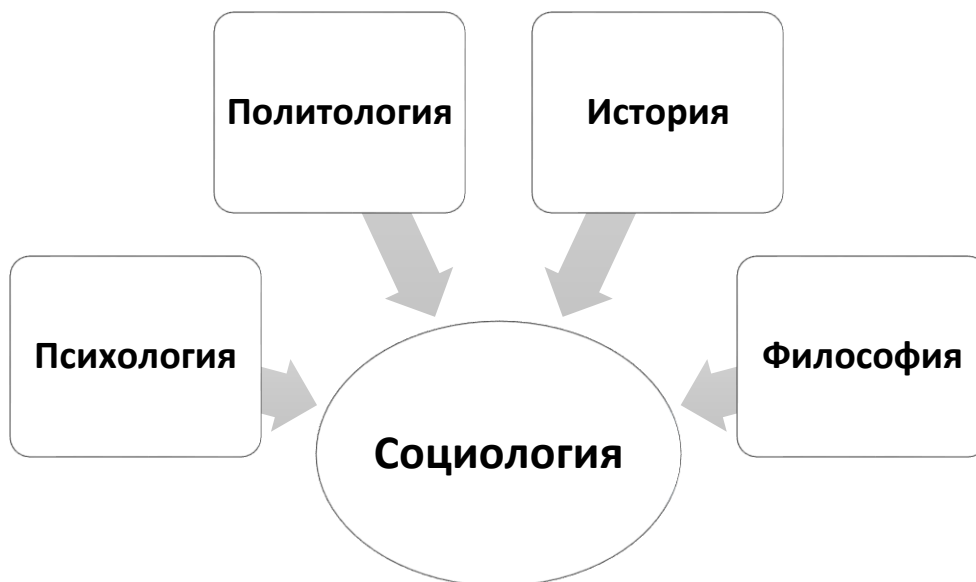 Политология
История
Психология
Философия
Социология